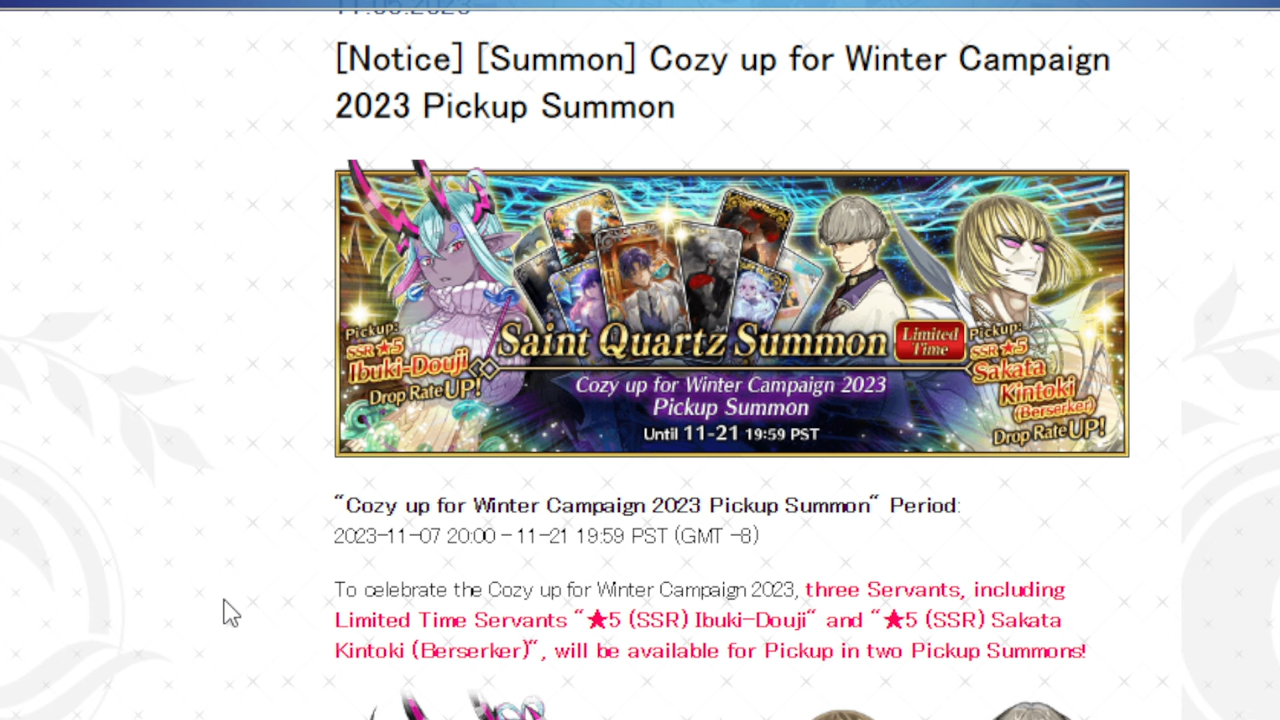 [Notice] [Summon] Cozy up for Winter Campaign
2023 Pickup Summon
Pickup:
SSR ★5
Ibuki-Douji
Drop Rate UP!
Saint Quartz Summon
Limited
Time
Cozy up for Winter Campaign 2023
Pickup Summon
Until 11-21 19:59 PST
Pickup:
SSR ★5
Sakata
Kintoki
(Berserker)
Drop Rate UP!
"Cozy up for Winter Campaign 2023 Pickup Summon" Period:
2023-11-07 20:00 - 11-21 19:59 PST (GMT -8)
To celebrate the Cozy up for Winter Campaign 2023, three Servants, including
Limited Time Servants "★5 (SSR) Ibuki-Douji" and "★5 (SSR) Sakata
Kintoki (Berserker)", will be available for Pickup in two Pickup Summons!